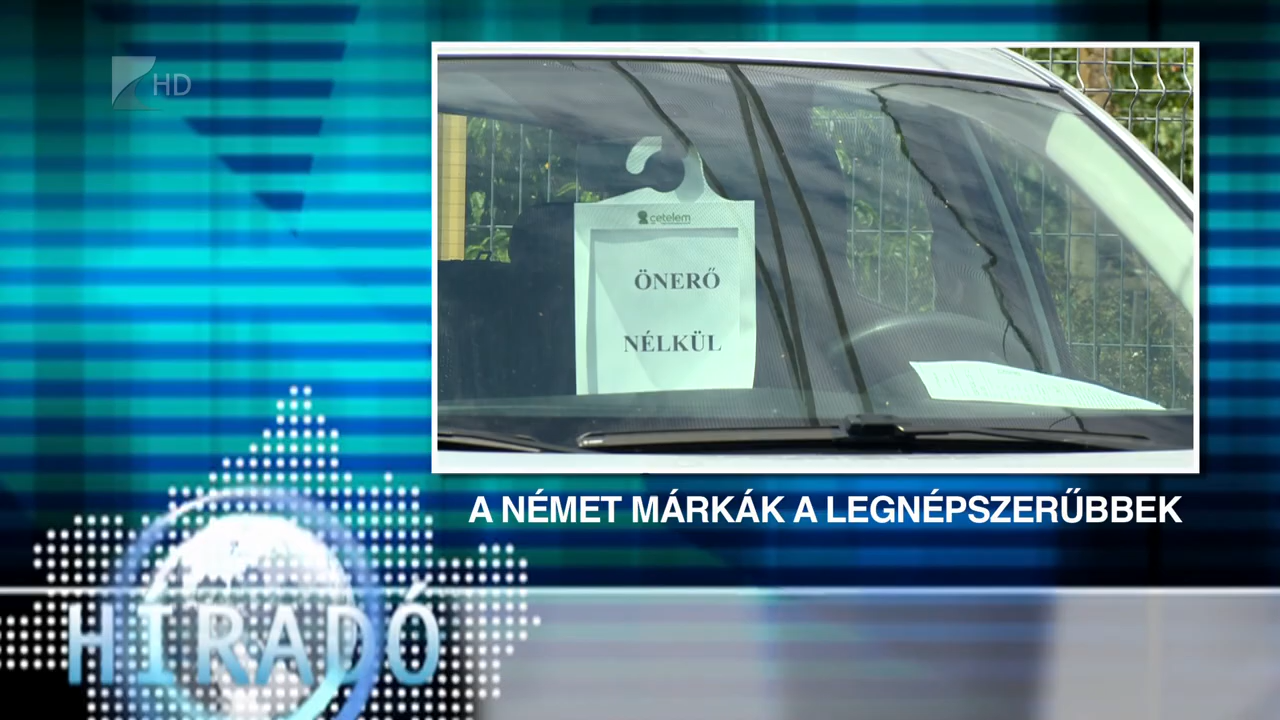 HD
cetelem
ÖNERŐ
NÉLKÜL
A NÉMET MÁRKÁK A LEGNÉPSZERŰBBEK
HÍRADÓ